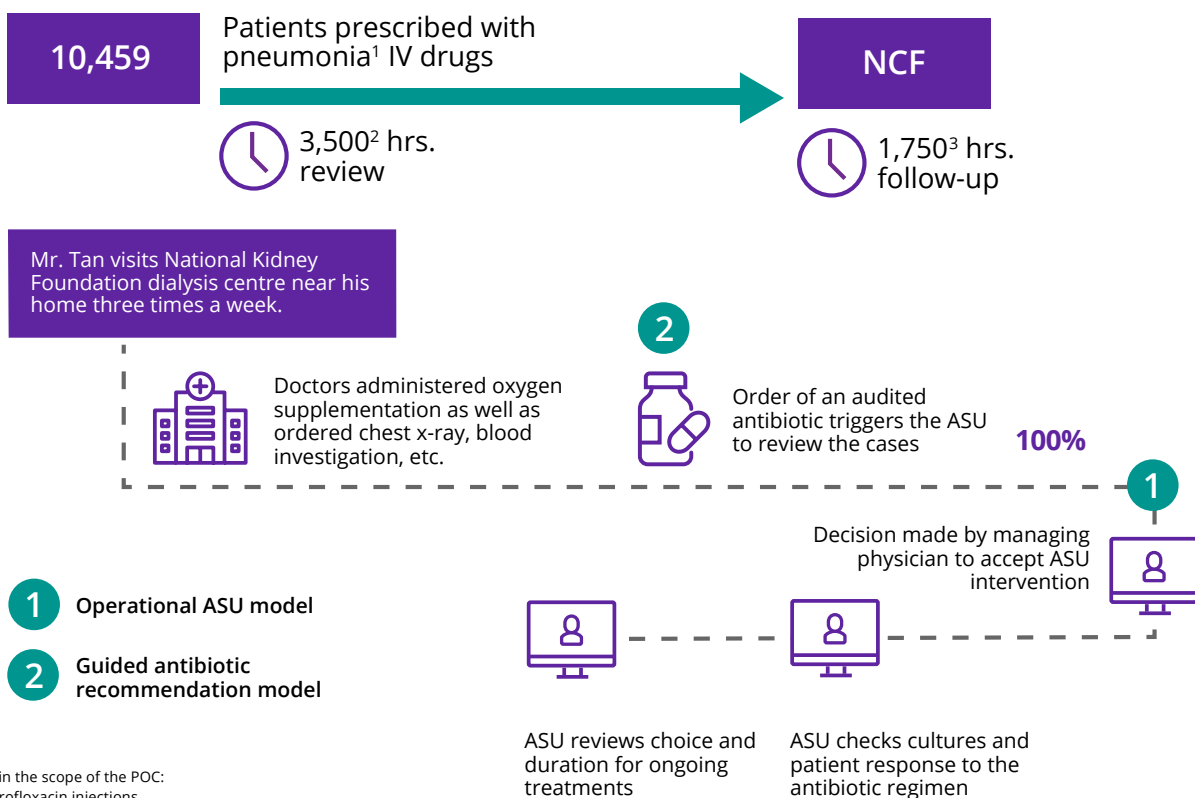 10,459
Patients prescribed with
pneumonia¹ IV drugs
NCF
3,500² hrs.
review
1,750³ hrs.
follow-up
Mr. Tan visits National Kidney
Foundation dialysis centre near his
home three times a week.
2
Doctors administered oxygen
supplementation as well as
ordered chest x-ray, blood
investigation, etc.
Order of an audited
antibiotic triggers the ASU
to review the cases
100%
1
Decision made by managing
physician to accept ASU
intervention
1
Operational ASU model
2
Guided antibiotic
recommendation model
ASU reviews choice and
duration for ongoing
treatments
ASU checks cultures and
patient response to the
antibiotic regimen
in the scope of the POC:
injections